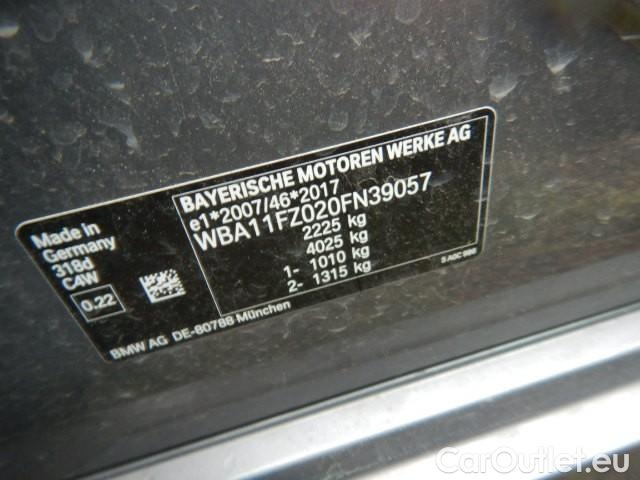 BAYERISCHE MOTOREN WERKE AG
e1*2007/46*2017
WBA11FZ020FN39057
2225 kg
4025 kg
1- 1010 kg
2- 1315 kg
Made in
Germany
318d
C4W
0.22
BMW AG DE-80788 München
CarOutlet.eu